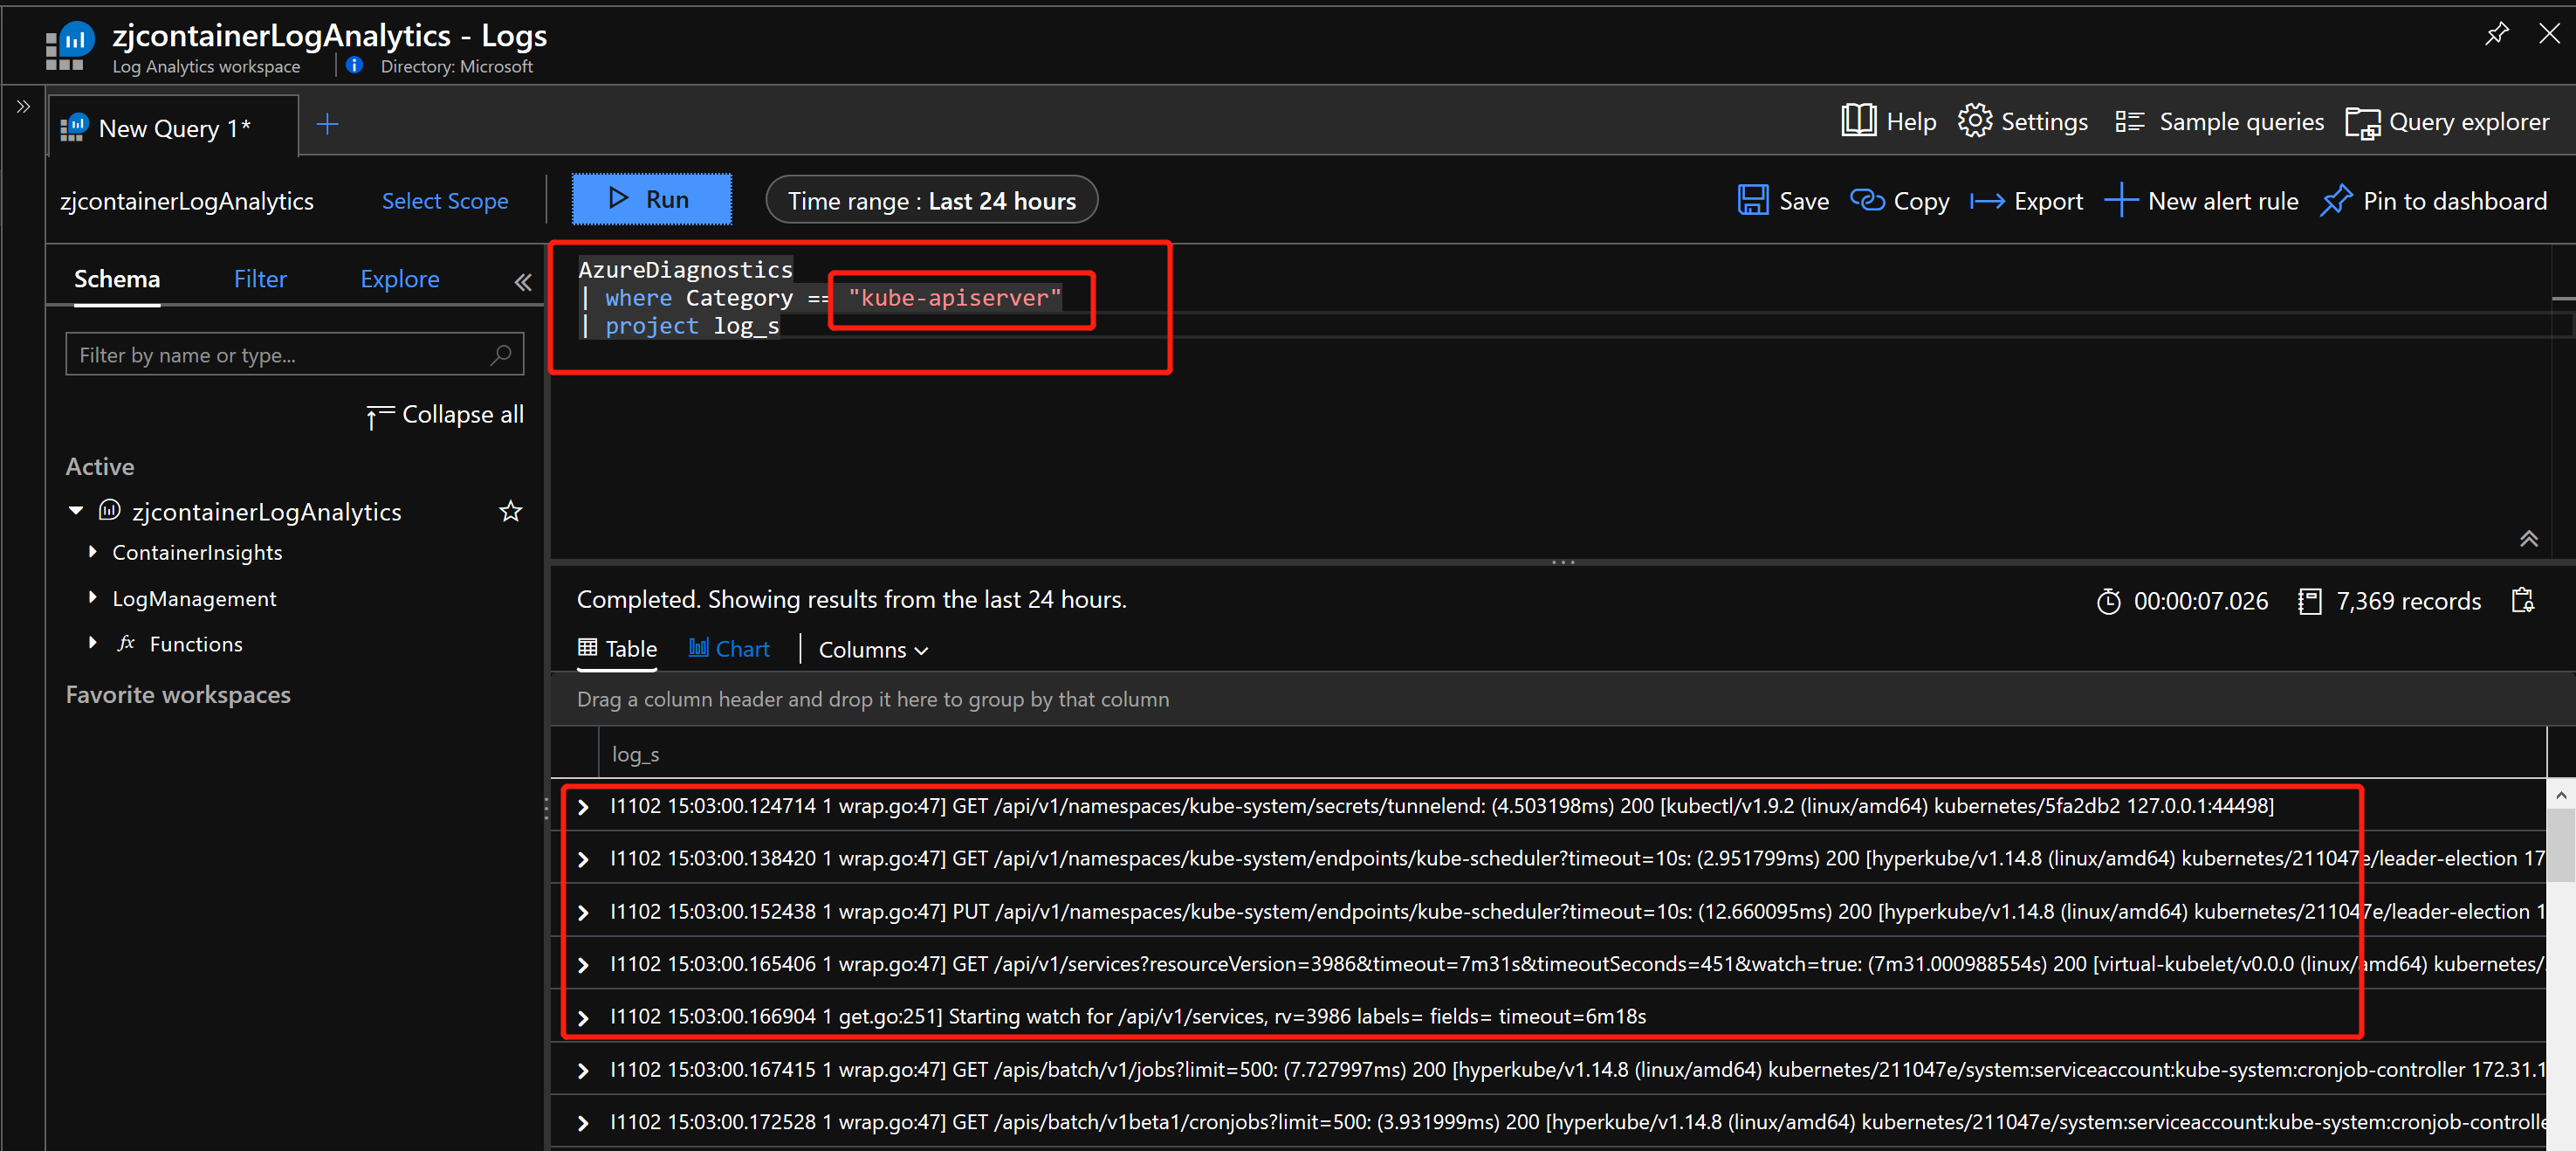 zjcontainerLogAnalytics - Logs
Log Analytics workspace
Directory: Microsoft
New Query 1*
Help
Settings
Sample queries
Query explorer
zjcontainerLogAnalytics
Select Scope
Run
Time range : Last 24 hours
Save
Copy
Export
New alert rule
Pin to dashboard
Schema
Filter
Explore
Filter by name or type...
Collapse all
Active
zjcontainerLogAnalytics
ContainerInsights
LogManagement
fx Functions
Favorite workspaces
AzureDiagnostics
| where Category == "kube-apiserver"
| project log_s
Completed. Showing results from the last 24 hours.
00:00:07.026
7,369 records
Table
Chart
Columns
Drag a column header and drop it here to group by that column
log_s
I1102 15:03:00.124714 1 wrap.go:47] GET /api/v1/namespaces/kube-system/secrets/tunnelend: (4.503198ms) 200 [kubectl/v1.9.2 (linux/amd64) kubernetes/5fa2db2 127.0.0.1:44498]
I1102 15:03:00.138420 1 wrap.go:47] GET /api/v1/namespaces/kube-system/endpoints/kube-scheduler?timeout=10s: (2.951799ms) 200 [hyperkube/v1.14.8 (linux/amd64) kubernetes/211047e/leader-election 17
I1102 15:03:00.152438 1 wrap.go:47] PUT /api/v1/namespaces/kube-system/endpoints/kube-scheduler?timeout=10s: (12.660095ms) 200 [hyperkube/v1.14.8 (linux/amd64) kubernetes/211047e/leader-election 1
I1102 15:03:00.165406 1 wrap.go:47] GET /api/v1/services?resourceVersion=3986&timeout=7m31s&timeoutSeconds=451&watch=true: (7m31.000988554s) 200 [virtual-kubelet/v0.0.0 (linux/amd64) kubernetes/
I1102 15:03:00.166904 1 get.go:251] Starting watch for /api/v1/services, rv=3986 labels= fields= timeout=6m18s
I1102 15:03:00.167415 1 wrap.go:47] GET /apis/batch/v1/jobs?limit=500: (7.727997ms) 200 [hyperkube/v1.14.8 (linux/amd64) kubernetes/211047e/system:serviceaccount:kube-system:cronjob-controller 172.31.1
I1102 15:03:00.172528 1 wrap.go:47] GET /apis/batch/v1beta1/cronjobs?limit=500: (3.931999ms) 200 [hyperkube/v1.14.8 (linux/amd64) kubernetes/211047e/system:serviceaccount:kube-system:cronjob-controlle